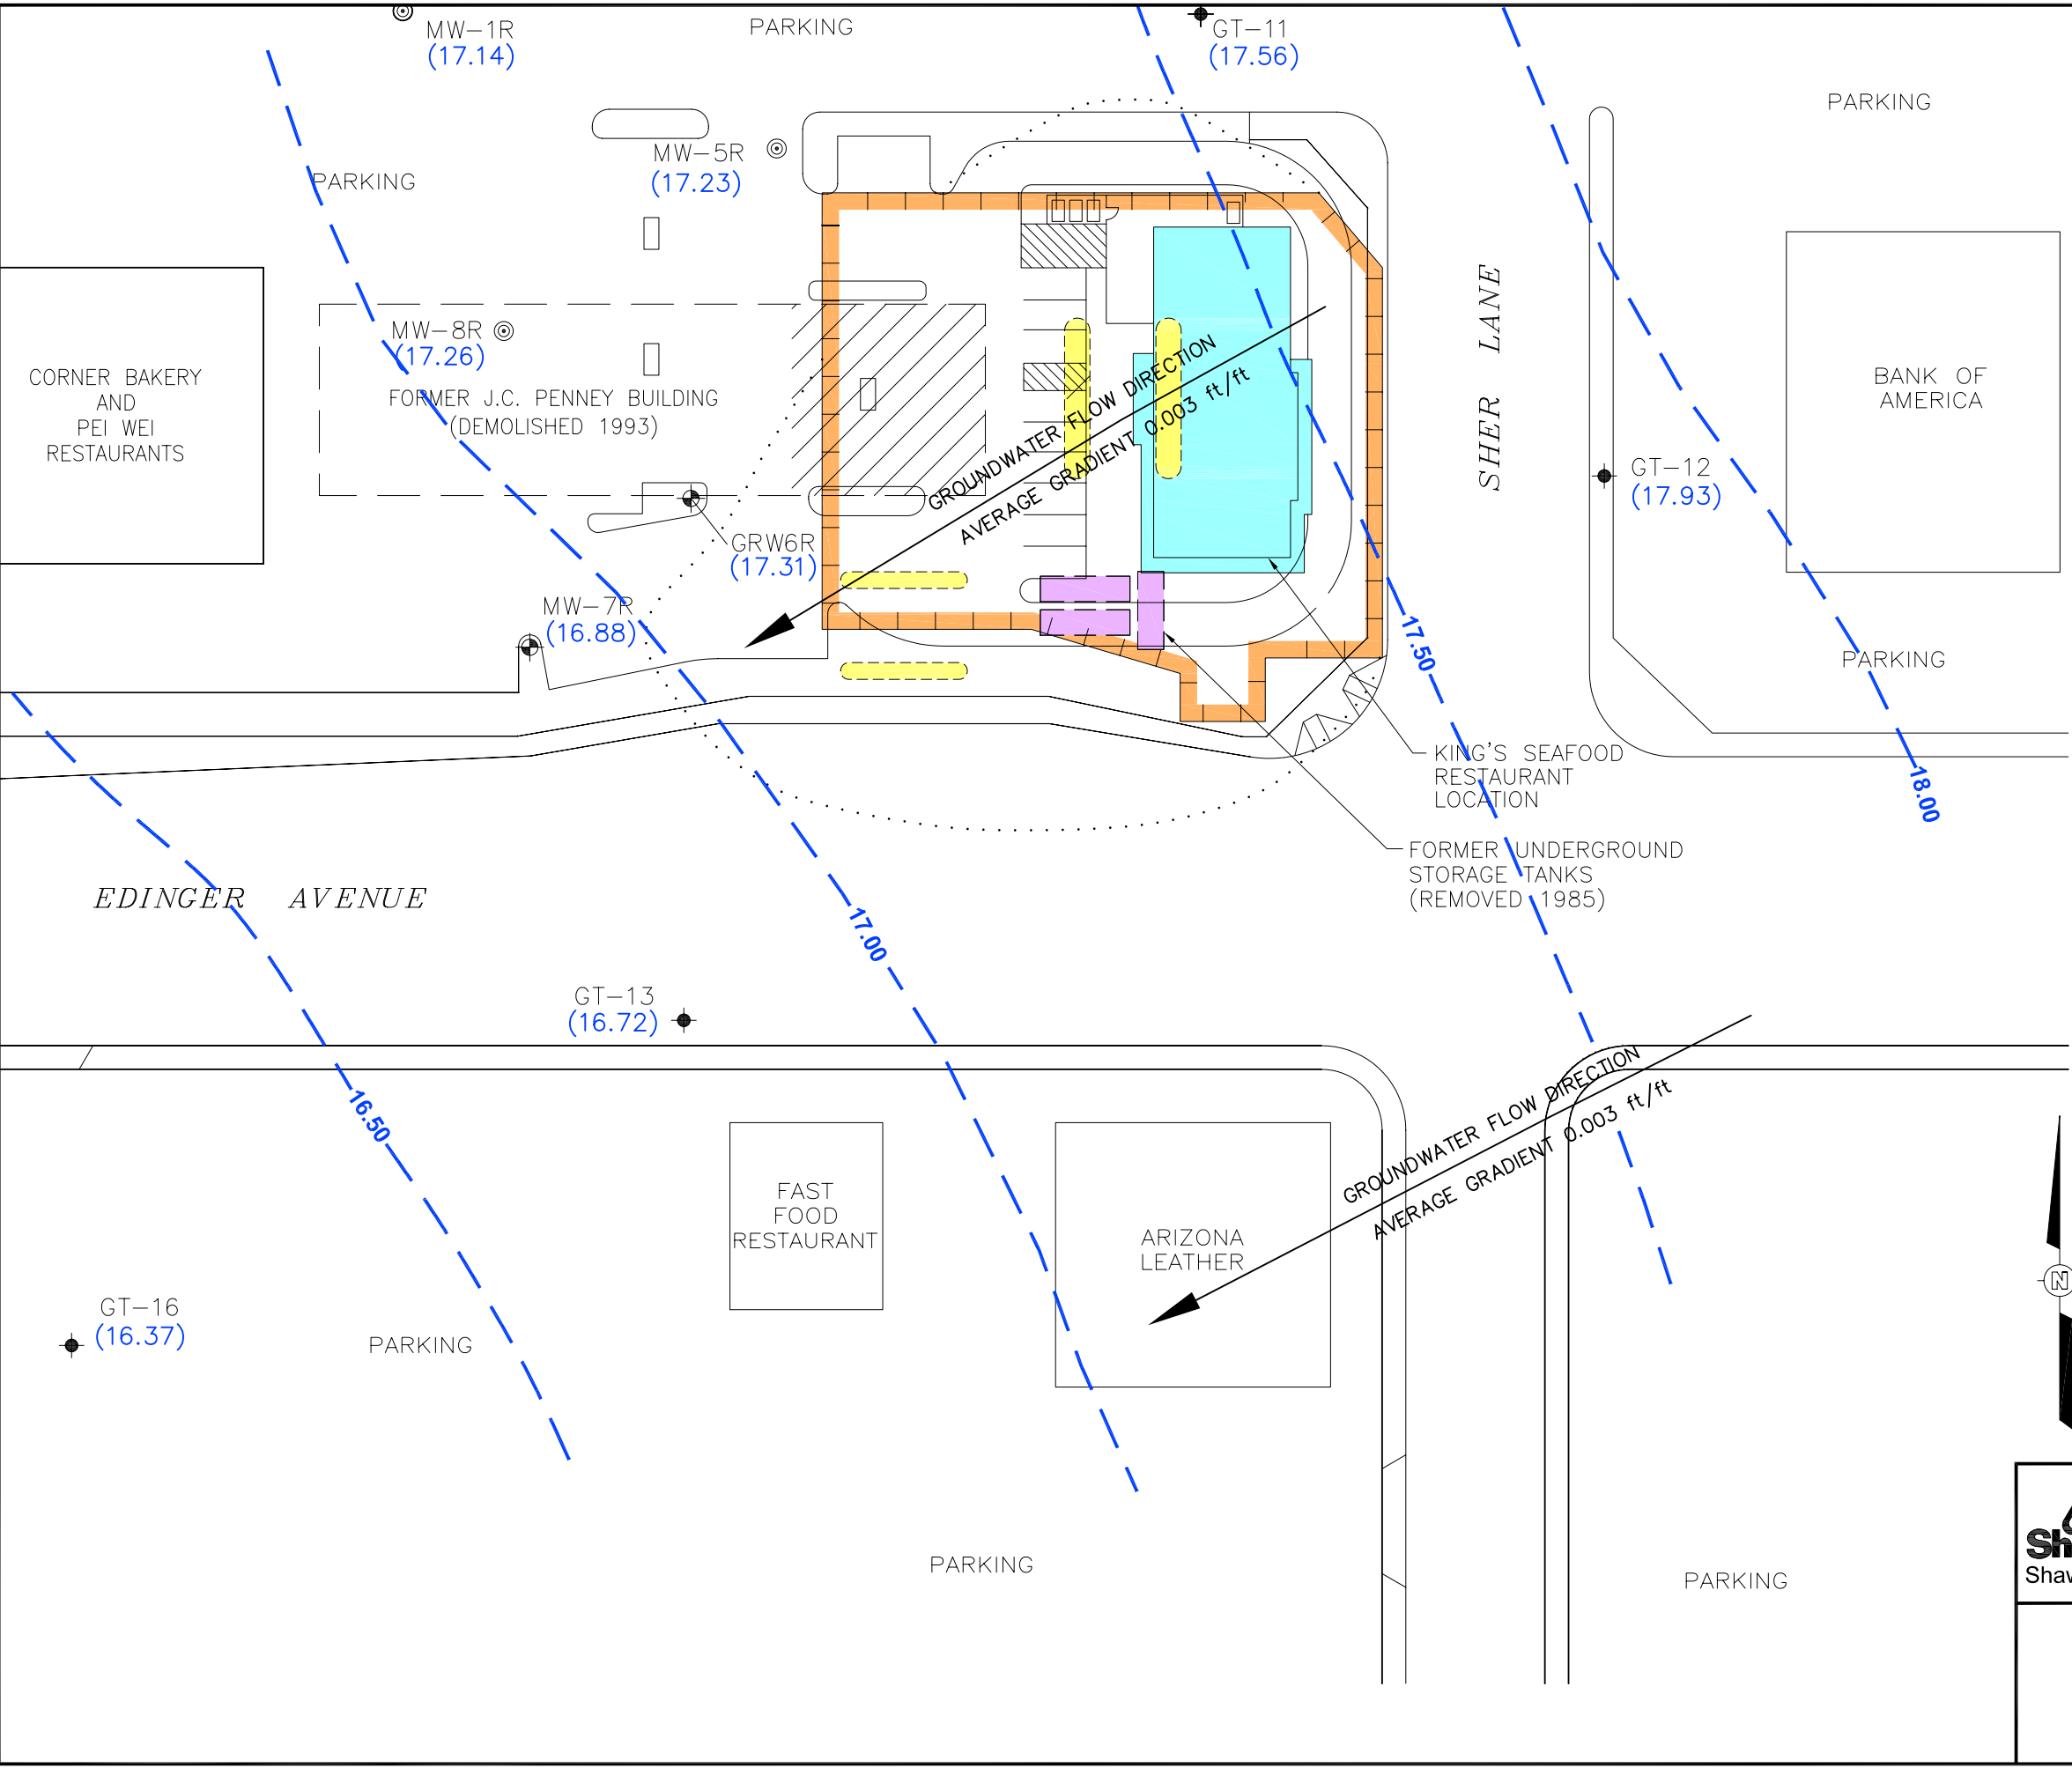 MW-1R
(17.14)
PARKING
GT-11
(17.56)
PARKING
MW-5R
(17.23)
PARKING
MW-8R
(17.26)
FORMER J.C. PENNEY BUILDING
(DEMOLISHED 1993)
CORNER BAKERY
AND
PEI WEI
RESTAURANTS
GROUNDWATER FLOW DIRECTION
AVERAGE GRADIENT 0.003 ft/ft
SHER LANE
BANK OF
AMERICA
GT-12
(17.93)
GRW6R
(17.31)
MW-7R
(16.88)
17.50
PARKING
KING'S SEAFOOD
RESTAURANT
LOCATION
18.00
FORMER UNDERGROUND
STORAGE TANKS
(REMOVED 1985)
EDINGER AVENUE
17.00
GT-13
(16.72)
16.50
GROUNDWATER FLOW DIRECTION
AVERAGE GRADIENT 0.003 ft/ft
FAST
FOOD
RESTAURANT
ARIZONA
LEATHER
GT-16
(16.37)
PARKING
N
PARKING
PARKING
Sh
Shaw